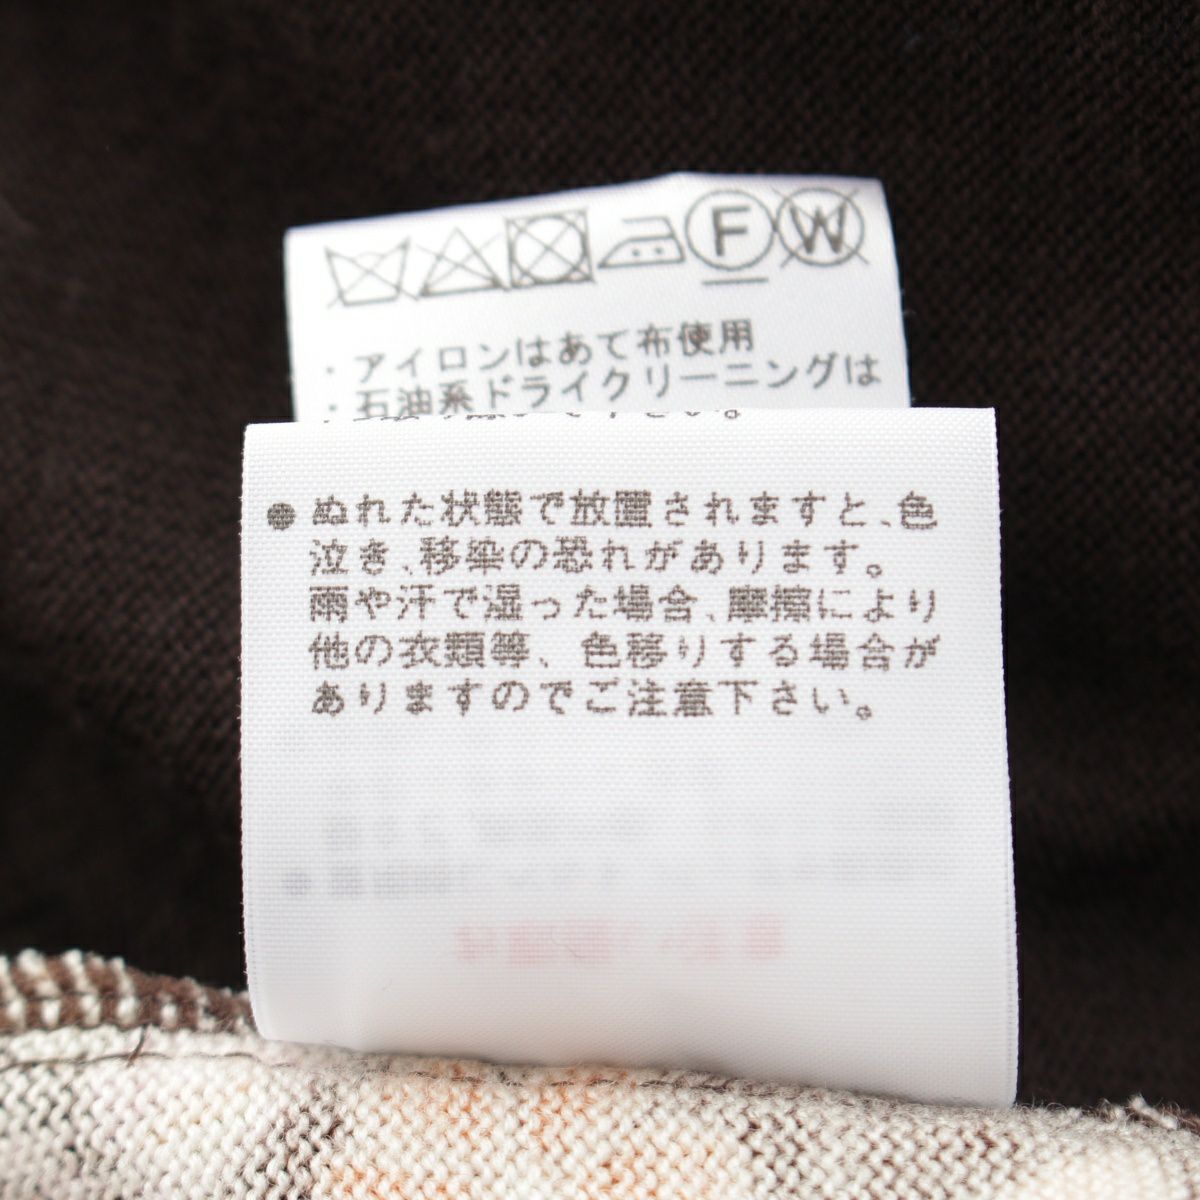 F W
・アイロンはあて布使用
・石油系ドライクリーニングは
●ぬれた状態で放置されますと、色
泣き、移染の恐れがあります。
雨や汗で湿った場合、摩擦により
他の衣類等、色移りする場合が
ありますのでご注意下さい。